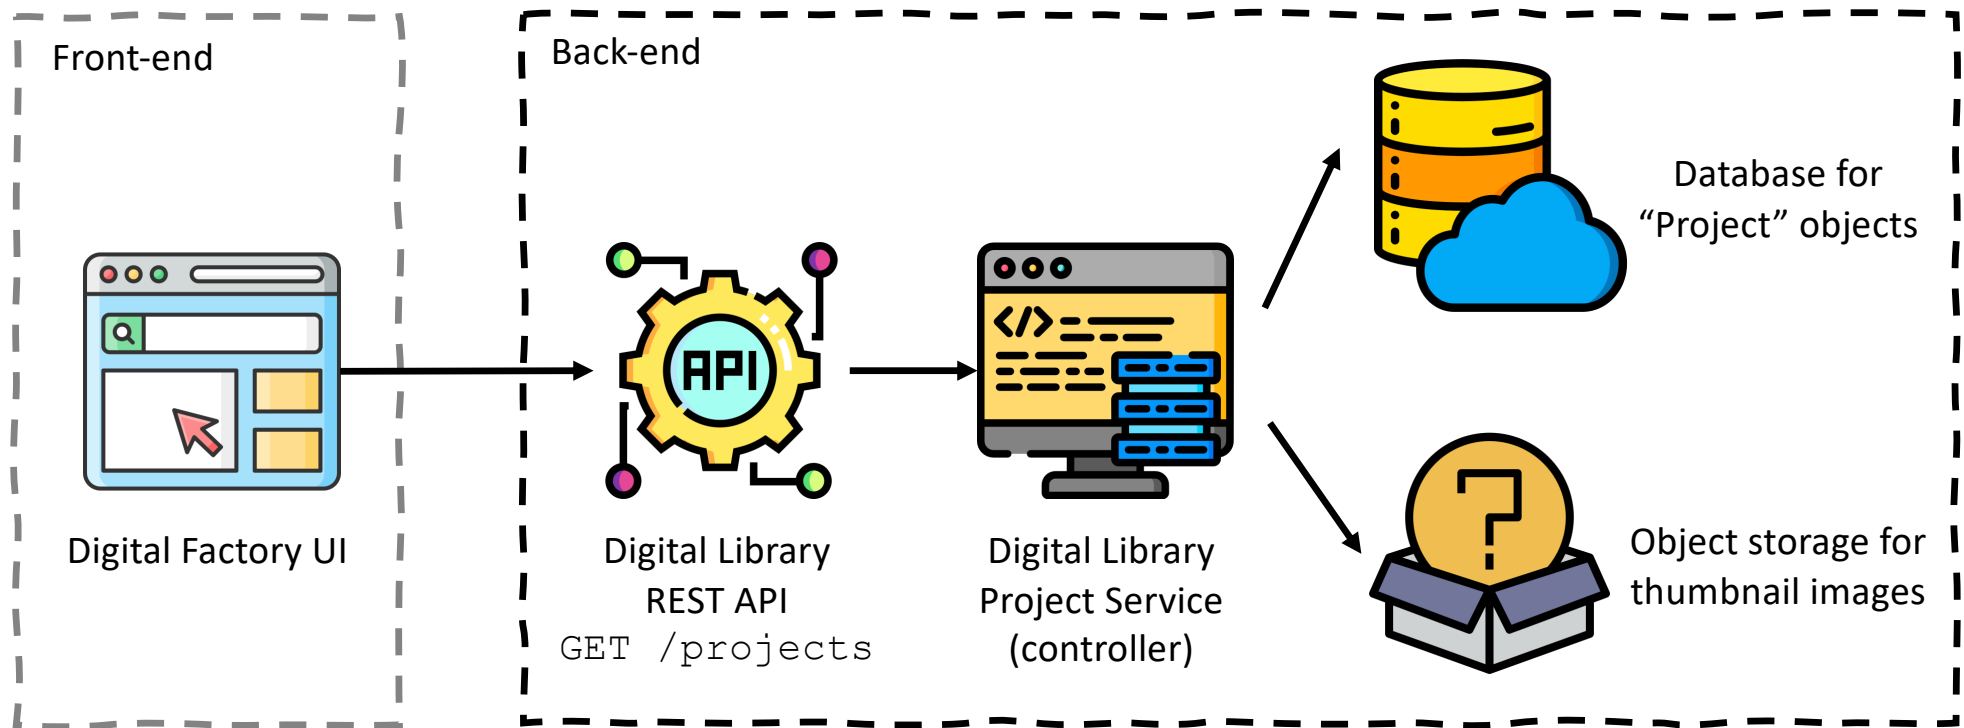 Front-end
Back-end
Database for
“Project” objects
</>
API
Digital Factory UI
Digital Library
REST API
GET /projects
Digital Library
Project Service
(controller)
?
Object storage for
thumbnail images